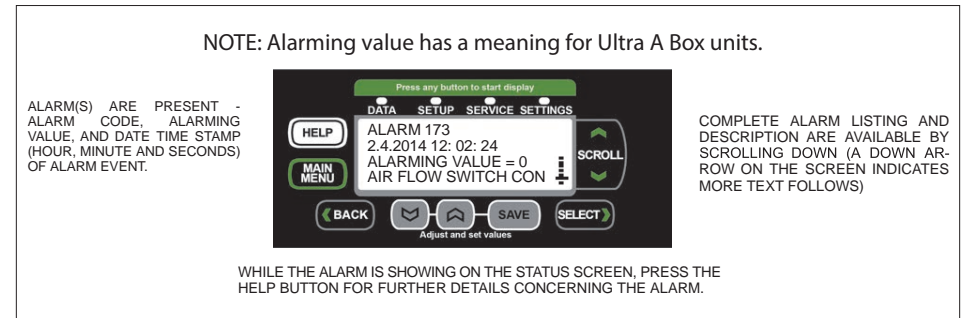 NOTE: Alarming value has a meaning for Ultra A Box units.
ALARM(S) ARE PRESENT -
ALARM CODE, ALARMING
VALUE, AND DATE TIME STAMP
(HOUR, MINUTE AND SECONDS)
OF ALARM EVENT.
Press any button to start display
DATA SETUP SERVICE SETTINGS
HELP
MAIN
MENU
ALARM 173
2.4.2014 12: 02: 24
ALARMING VALUE = 0
AIR FLOW SWITCH CON
SCROLL
BACK
SAVE
SELECT
Adjust and set values
COMPLETE ALARM LISTING AND
DESCRIPTION ARE AVAILABLE BY
SCROLLING DOWN (A DOWN AR-
ROW ON THE SCREEN INDICATES
MORE TEXT FOLLOWS)
WHILE THE ALARM IS SHOWING ON THE STATUS SCREEN, PRESS THE
HELP BUTTON FOR FURTHER DETAILS CONCERNING THE ALARM.